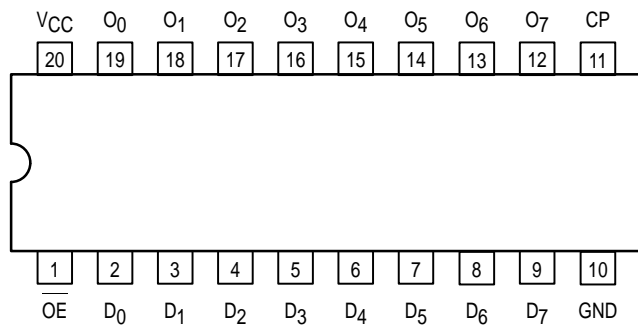 VCC O0 O1 O2 O3 O4 O5 O6 O7 CP
20 19 18 17 16 15 14 13 12 11
1 2 3 4 5 6 7 8 9 10
OE D0 D1 D2 D3 D4 D5 D6 D7 GND